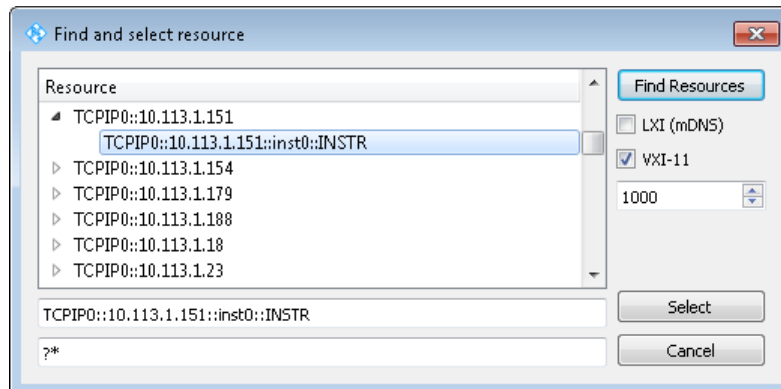 Find and select resource
Resource
TCPIP0::10.113.1.151
TCPIP0::10.113.1.151::inst0::INSTR
TCPIP0::10.113.1.154
TCPIP0::10.113.1.179
TCPIP0::10.113.1.188
TCPIP0::10.113.1.18
TCPIP0::10.113.1.23
TCPIP0::10.113.1.151::inst0::INSTR
?*
Find Resources
LXI (mDNS)
VXI-11
1000
Select
Cancel